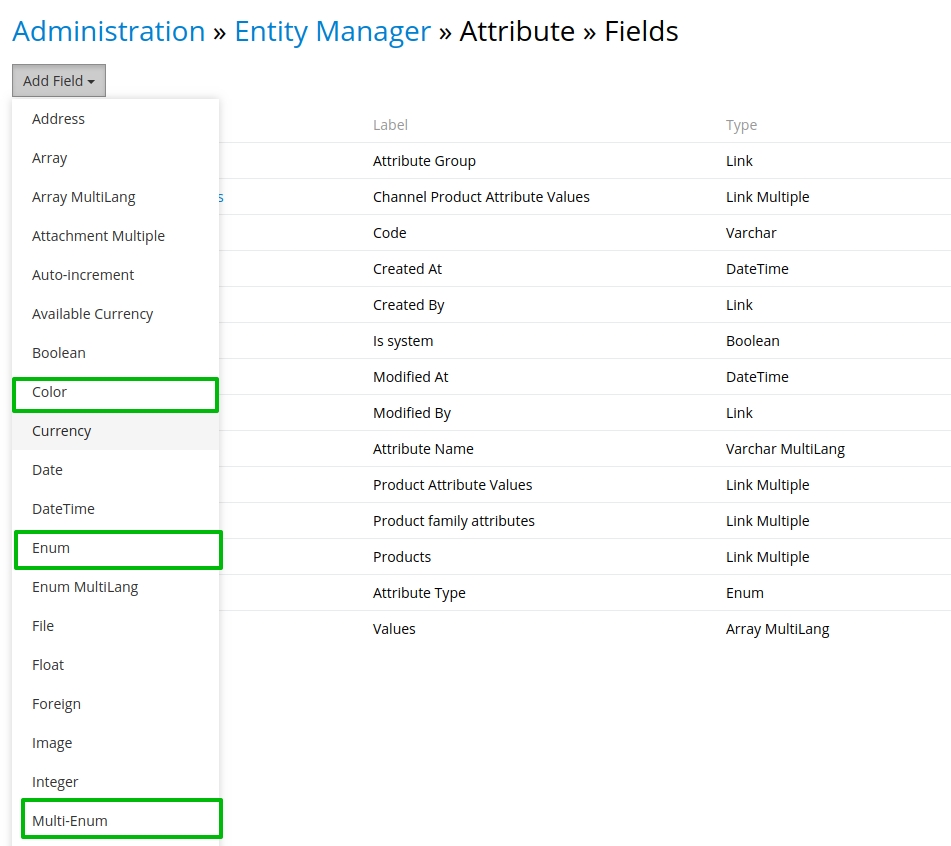 Administration » Entity Manager » Attribute » Fields
Add Field
Address
Array
Array MultiLang
Attachment Multiple
Auto-increment
Available Currency
Boolean
Color
Currency
Date
DateTime
Enum
Enum MultiLang
File
Float
Foreign
Image
Integer
Multi-Enum
Label Type
Attribute Group Link
s Channel Product Attribute Values Link Multiple
Code Varchar
Created At DateTime
Created By Link
Is system Boolean
Modified At DateTime
Modified By Link
Attribute Name Varchar MultiLang
Product Attribute Values Link Multiple
Product family attributes Link Multiple
Products Link Multiple
Attribute Type Enum
Values Array MultiLang